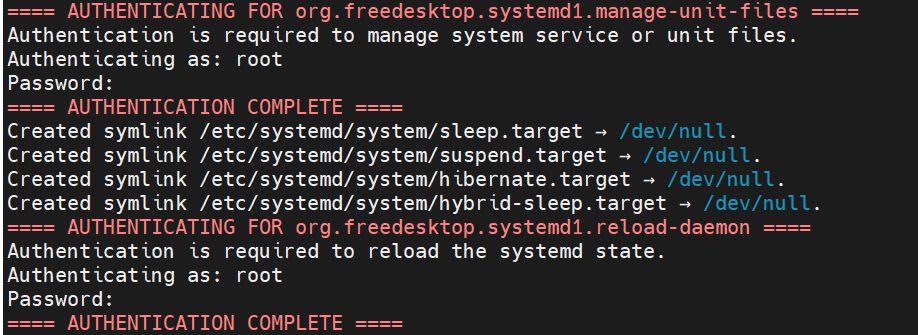 ==== AUTHENTICATING FOR org.freedesktop.systemd1.manage-unit-files ====
Authentication is required to manage system service or unit files.
Authenticating as: root
Password:
==== AUTHENTICATION COMPLETE ====
Created symlink /etc/systemd/system/sleep.target → /dev/null.
Created symlink /etc/systemd/system/suspend.target → /dev/null.
Created symlink /etc/systemd/system/hibernate.target → /dev/null.
Created symlink /etc/systemd/system/hybrid-sleep.target → /dev/null.
==== AUTHENTICATING FOR org.freedesktop.systemd1.reload-daemon ====
Authentication is required to reload the systemd state.
Authenticating as: root
Password:
==== AUTHENTICATION COMPLETE ====